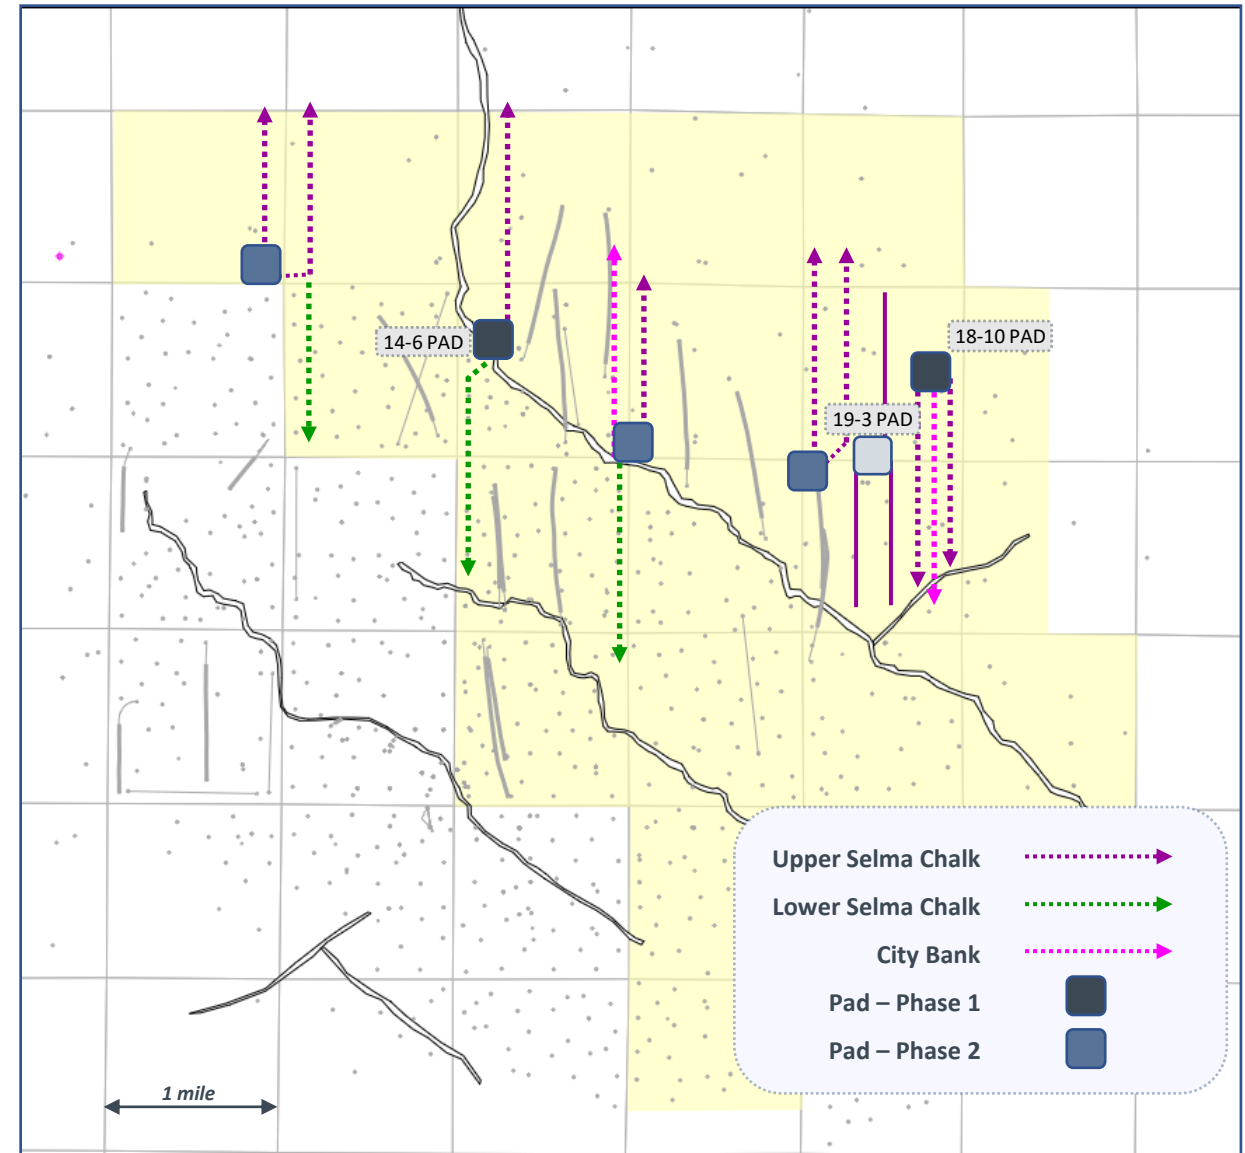 14-6 PAD
18-10 PAD
19-3 PAD
Upper Selma Chalk
Lower Selma Chalk
City Bank
Pad – Phase 1
Pad – Phase 2
1 mile